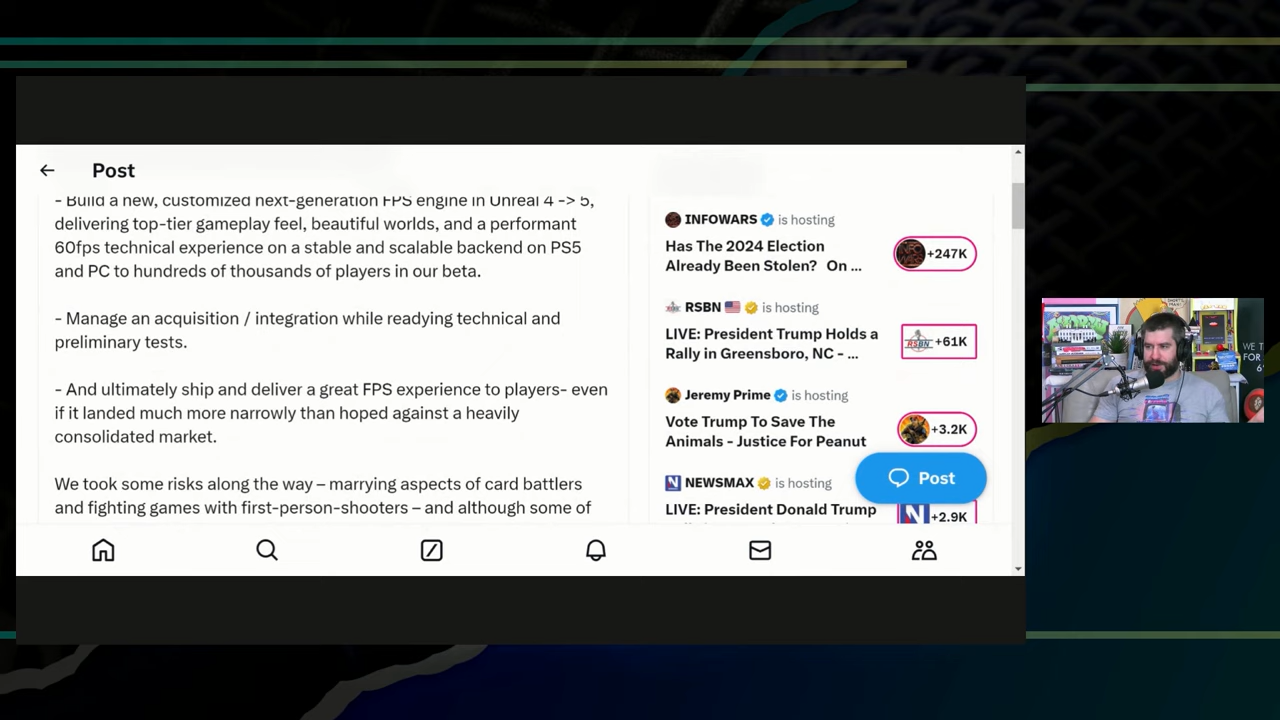 Post
- Build a new, customized next-generation FPS engine in Unreal 4 -> 5,
delivering top-tier gameplay feel, beautiful worlds, and a performant
60fps technical experience on a stable and scalable backend on PS5
and PC to hundreds of thousands of players in our beta.
- Manage an acquisition / integration while readying technical and
preliminary tests.
- And ultimately ship and deliver a great FPS experience to players- even
if it landed much more narrowly than hoped against a heavily
consolidated market.
We took some risks along the way – marrying aspects of card battlers
and fighting games with first-person-shooters – and although some of
INFOWARS is hosting
Has The 2024 Election
Already Been Stolen? On ...
+247K
RSBN is hosting
LIVE: President Trump Holds a
Rally in Greensboro, NC - ...
RSBN +61K
Jeremy Prime is hosting
Vote Trump To Save The
Animals - Justice For Peanut
+3.2K
NEWSMAX is hosting
LIVE: President Donald Trump
N +2.9K
Post
WE T
FOR
6